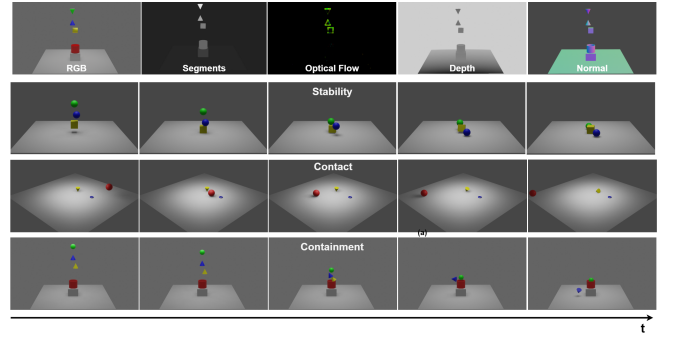 RGB Segments Optical Flow Depth Normal
Stability
Contact
(a)
Containment
t